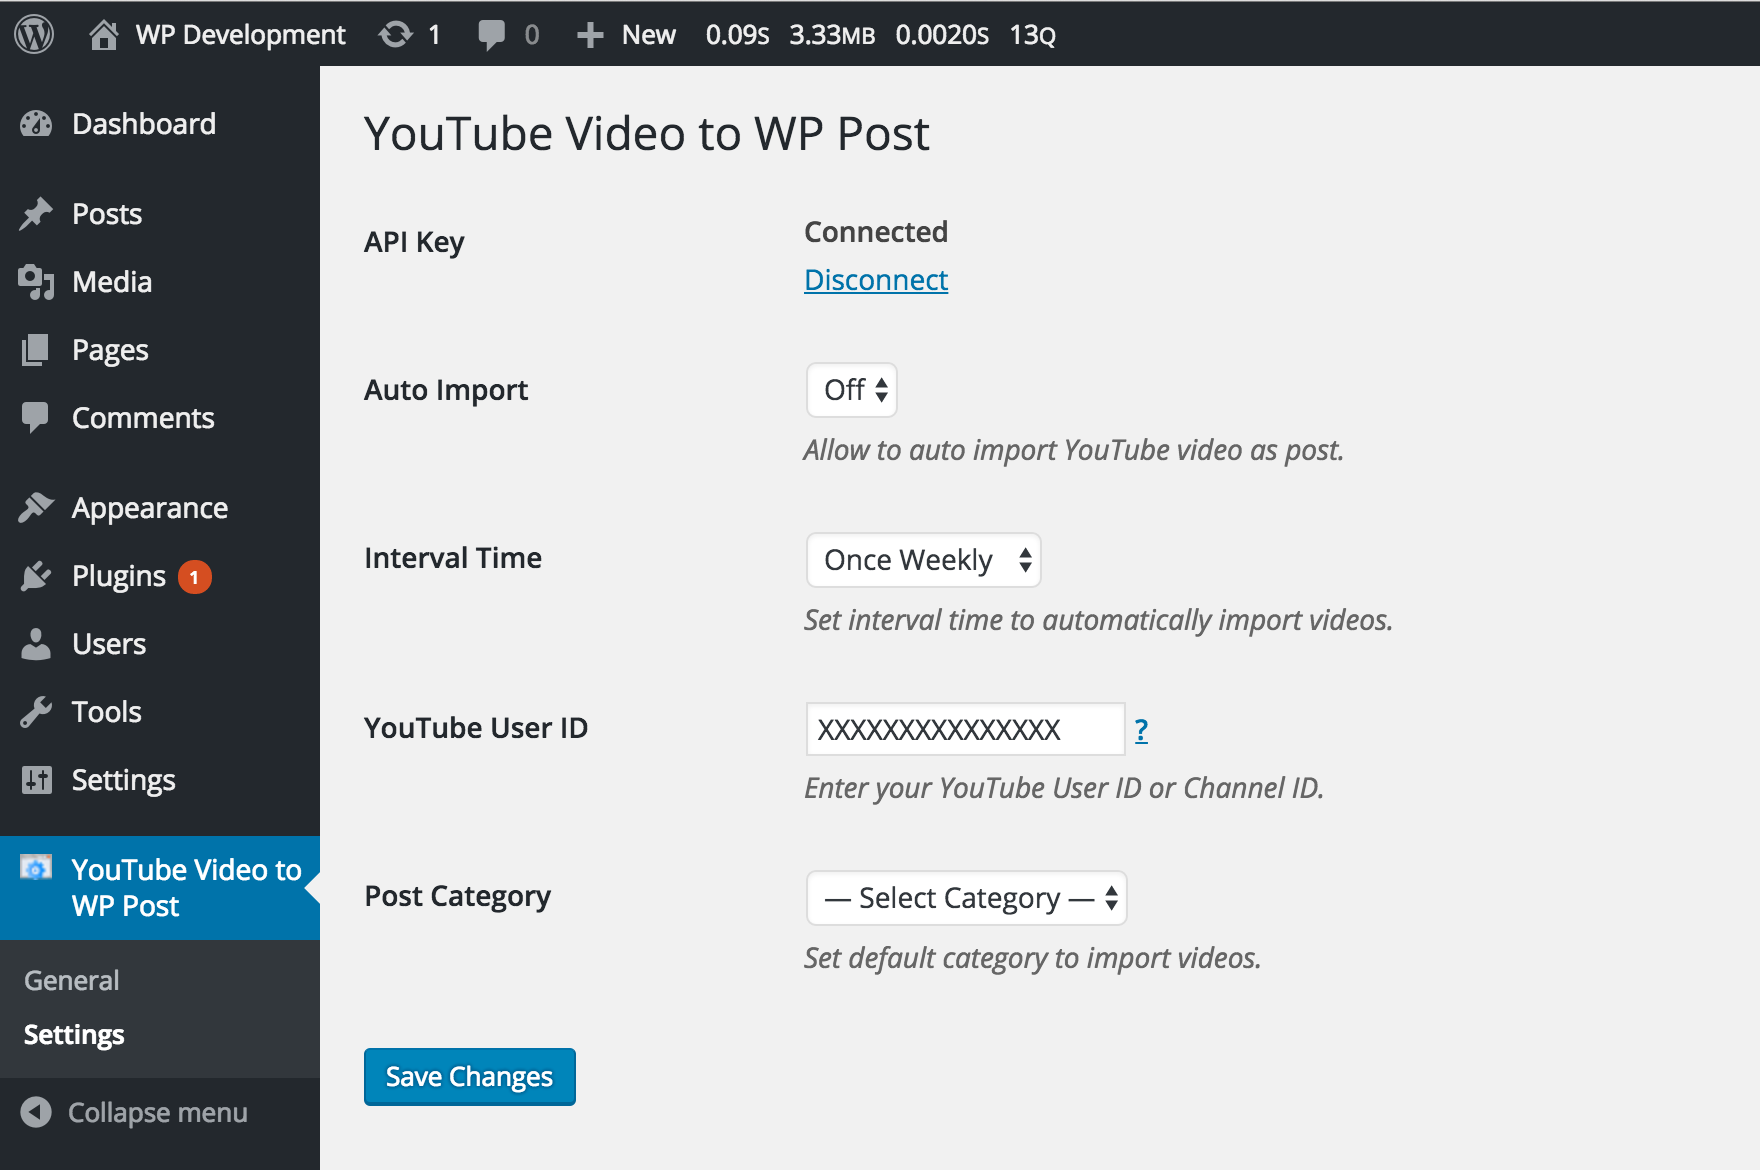 WP Development 1 0 New 0.09S 3.33MB 0.0020S 13Q
Dashboard
Posts
Media
Pages
Comments
Appearance
Plugins 1
Users
Tools
Settings
YouTube Video to
WP Post
General
Settings
Collapse menu
YouTube Video to WP Post
API Key
Connected
Disconnect
Auto Import
Off
Allow to auto import YouTube video as post.
Interval Time
Once Weekly
Set interval time to automatically import videos.
YouTube User ID
XXXXXXXXXXXXXXX ?
Enter your YouTube User ID or Channel ID.
Post Category
— Select Category —
Set default category to import videos.
Save Changes